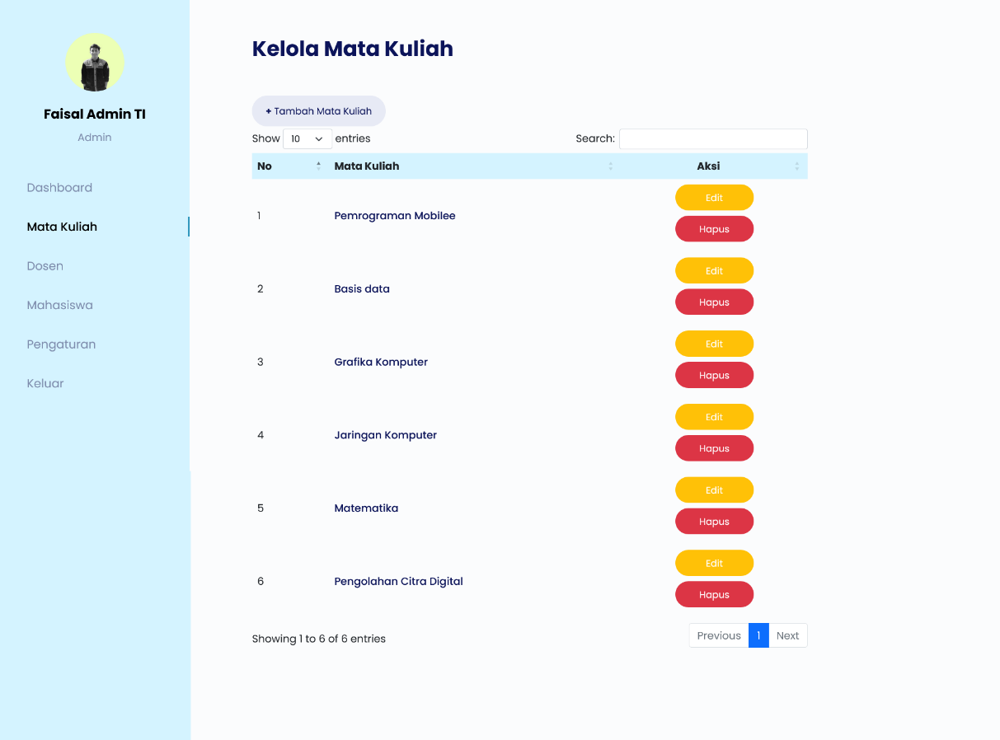 Faisal Admin TI
Admin
Dashboard
Mata Kuliah
Dosen
Mahasiswa
Pengaturan
Keluar
Kelola Mata Kuliah
+ Tambah Mata Kuliah
Show 10 entries Search:
No Mata Kuliah Aksi
1 Pemrograman Mobilee Edit
Hapus
2 Basis data Edit
Hapus
3 Grafika Komputer Edit
Hapus
4 Jaringan Komputer Edit
Hapus
5 Matematika Edit
Hapus
6 Pengolahan Citra Digital Edit
Hapus
Showing 1 to 6 of 6 entries Previous 1 Next